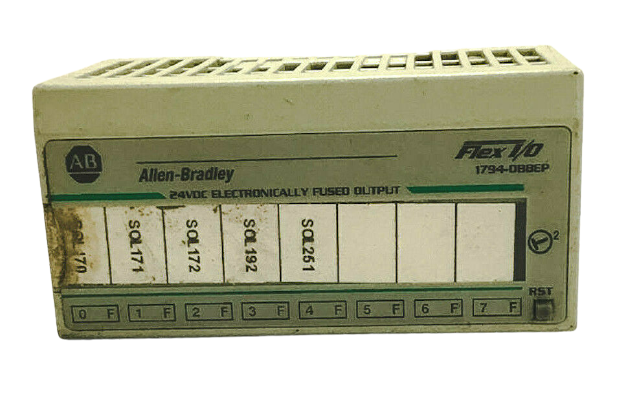 AB
Allen-Bradley
Flex I/O
1794-OB8EP
24VDC ELECTRONICALLY FUSED OUTPUT
SOL170
SOL171
SOL172
SOL192
SOL251
2
RST
0 F 1 F 2 F 3 F 4 F 5 F 6 F 7 F